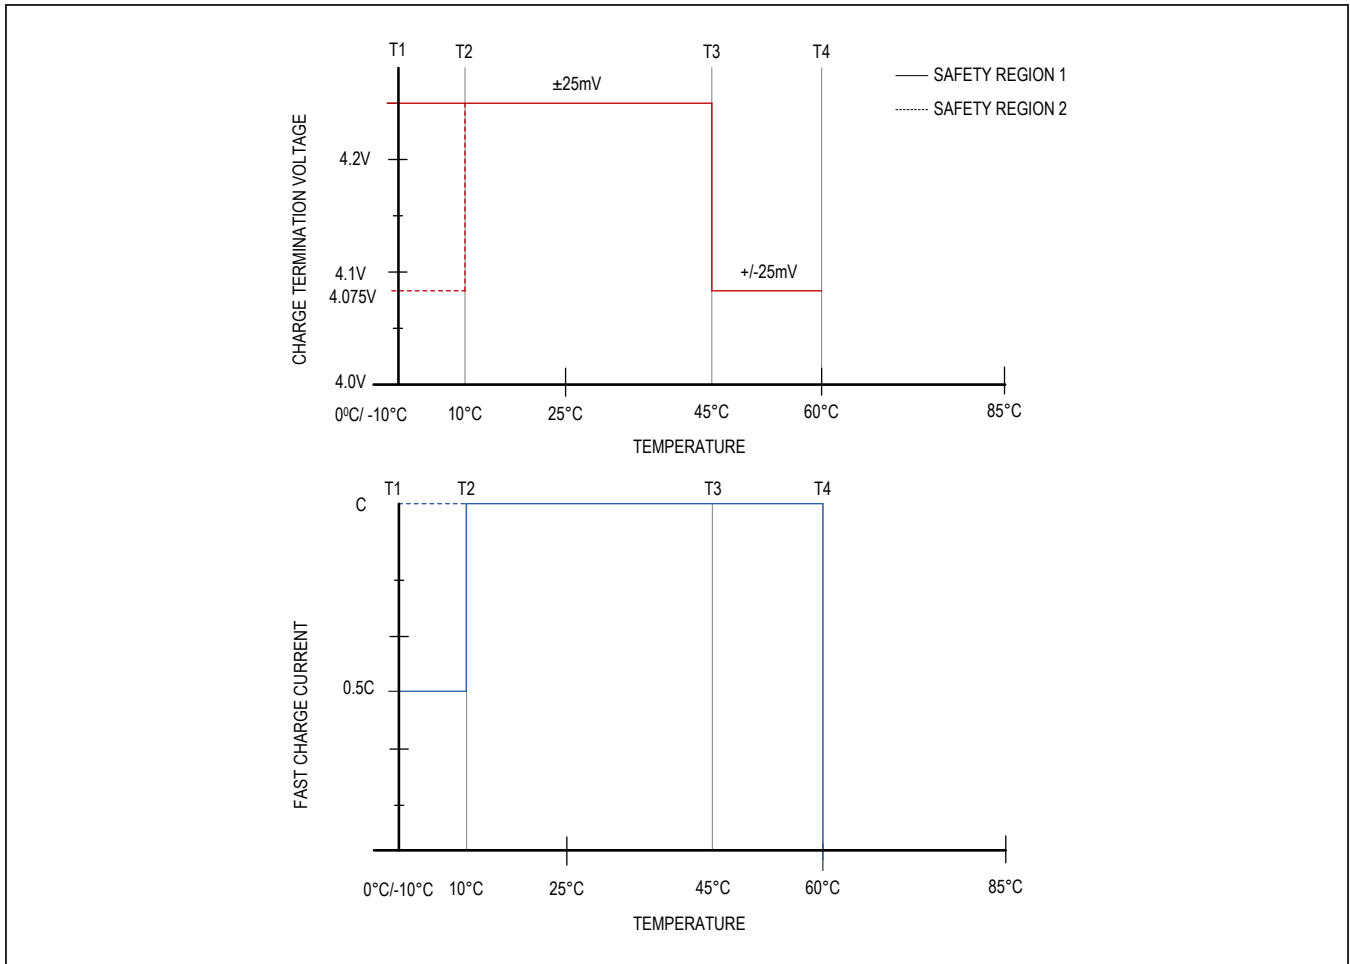 T1 T2 T3 T4
±25mV
SAFETY REGION 1
SAFETY REGION 2
CHARGE TERMINATION VOLTAGE
4.2V
4.1V
4.075V
+/-25mV
4.0V
0⁰C/ -10°C 10°C 25°C 45°C 60°C 85°C
TEMPERATURE
T1 T2 T3 T4
C
FAST CHARGE CURRENT
0.5C
0°C/-10°C 10°C 25°C 45°C 60°C 85°C
TEMPERATURE